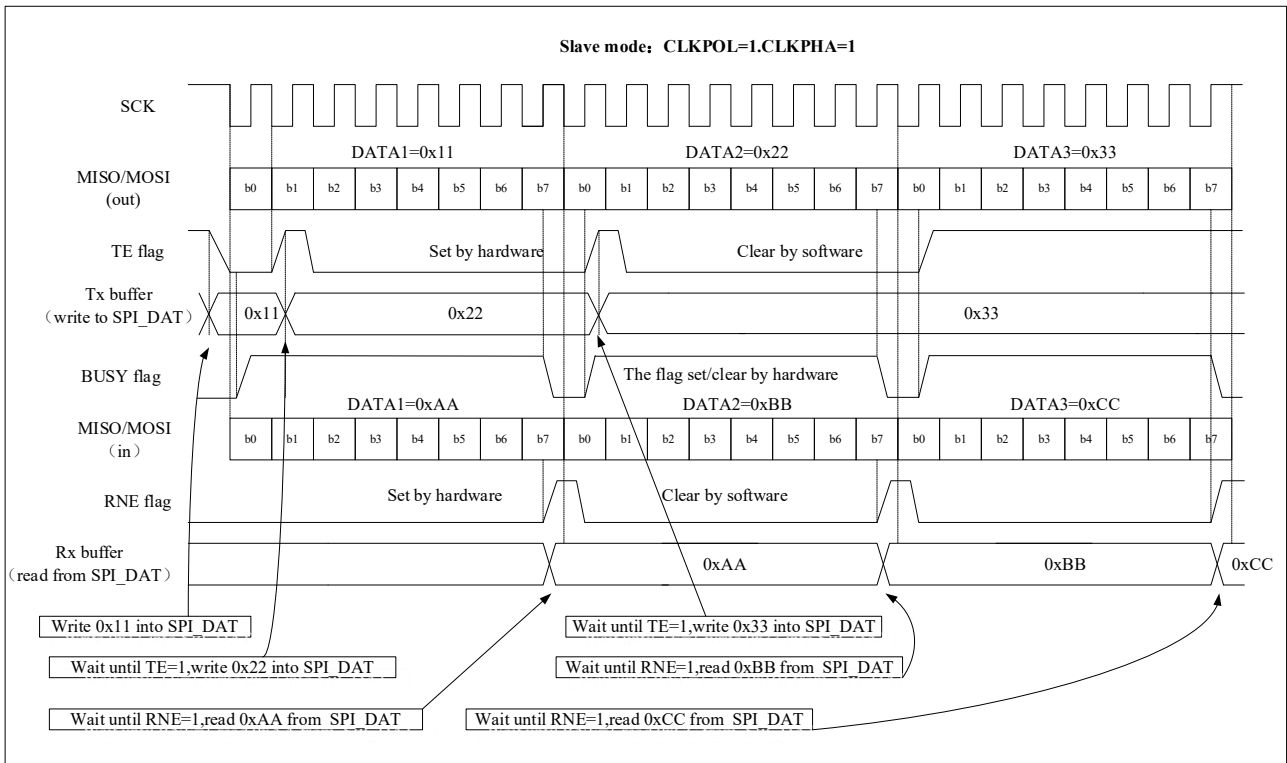 Slave mode：CLKPOL=1.CLKPHA=1
SCK
DATA1=0x11 DATA2=0x22 DATA3=0x33
MISO/MOSI
(out)
b0 b1 b2 b3 b4 b5 b6 b7 b0 b1 b2 b3 b4 b5 b6 b7 b0 b1 b2 b3 b4 b5 b6 b7
TE flag Set by hardware Clear by software
Tx buffer
（write to SPI_DAT） 0x11 0x22 0x33
BUSY flag The flag set/clear by hardware
DATA1=0xAA DATA2=0xBB DATA3=0xCC
MISO/MOSI
（in）
b0 b1 b2 b3 b4 b5 b6 b7 b0 b1 b2 b3 b4 b5 b6 b7 b0 b1 b2 b3 b4 b5 b6 b7
RNE flag Set by hardware Clear by software
Rx buffer
（read from SPI_DAT） 0xAA 0xBB 0xCC
Write 0x11 into SPI_DAT Wait until TE=1,write 0x33 into SPI_DAT
Wait until TE=1,write 0x22 into SPI_DAT Wait until RNE=1,read 0xBB from SPI_DAT
Wait until RNE=1,read 0xAA from SPI_DAT Wait until RNE=1,read 0xCC from SPI_DAT